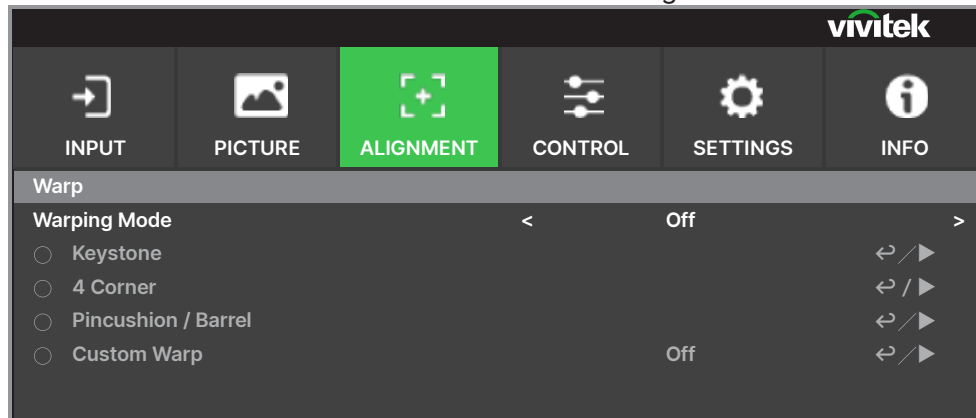 vivitek
INPUT PICTURE ALIGNMENT CONTROL SETTINGS INFO
Warp
Warping Mode < Off >
Keystone ↩/▶
4 Corner ↩/▶
Pincushion / Barrel ↩/▶
Custom Warp Off ↩/▶